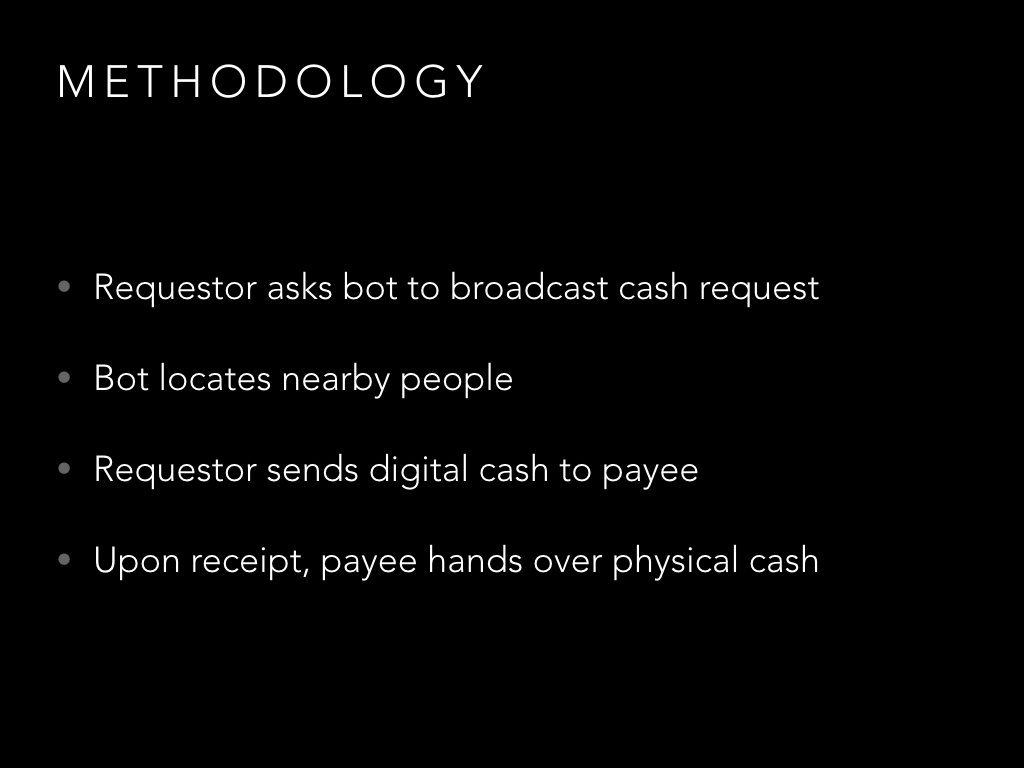 METHODOLOGY
• Requestor asks bot to broadcast cash request
• Bot locates nearby people
• Requestor sends digital cash to payee
• Upon receipt, payee hands over physical cash